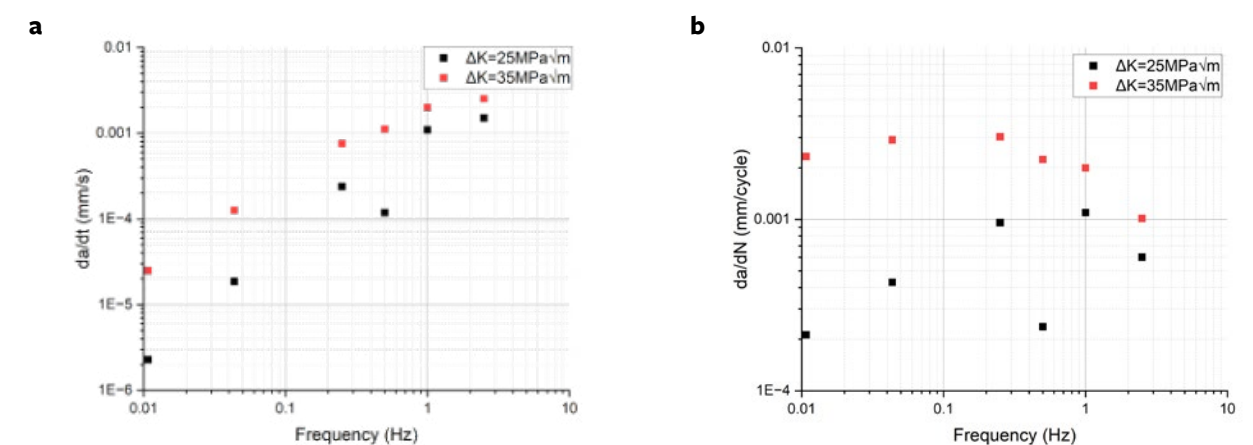 a
0.01
0.001
1E−4
1E−5
1E−6
da/dt (mm/s)
ΔK=25MPa√m
ΔK=35MPa√m
0.01
0.1
1
10
Frequency (Hz)
b
0.01
0.001
1E−4
da/dN (mm/cycle)
ΔK=25MPa√m
ΔK=35MPa√m
0.01
0.1
1
10
Frequency (Hz)